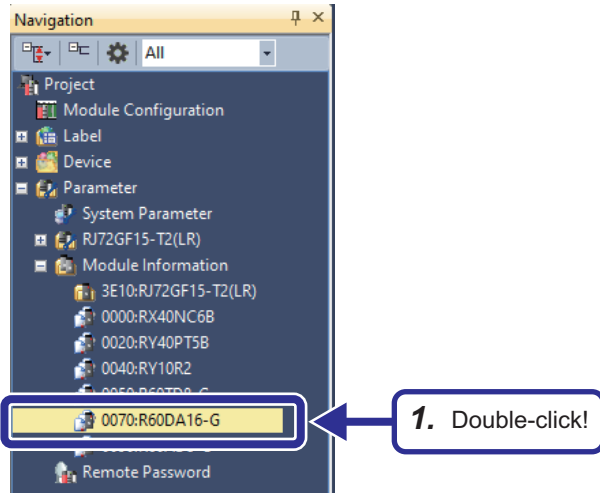 Navigation
All
Project
Module Configuration
Label
Device
Parameter
System Parameter
RJ72GF15-T2(LR)
Module Information
3E10:RJ72GF15-T2(LR)
0000:RX40NC6B
0020:RY40PT5B
0040:RY10R2
0070:R60DA16-G
1. Double-click!
Remote Password